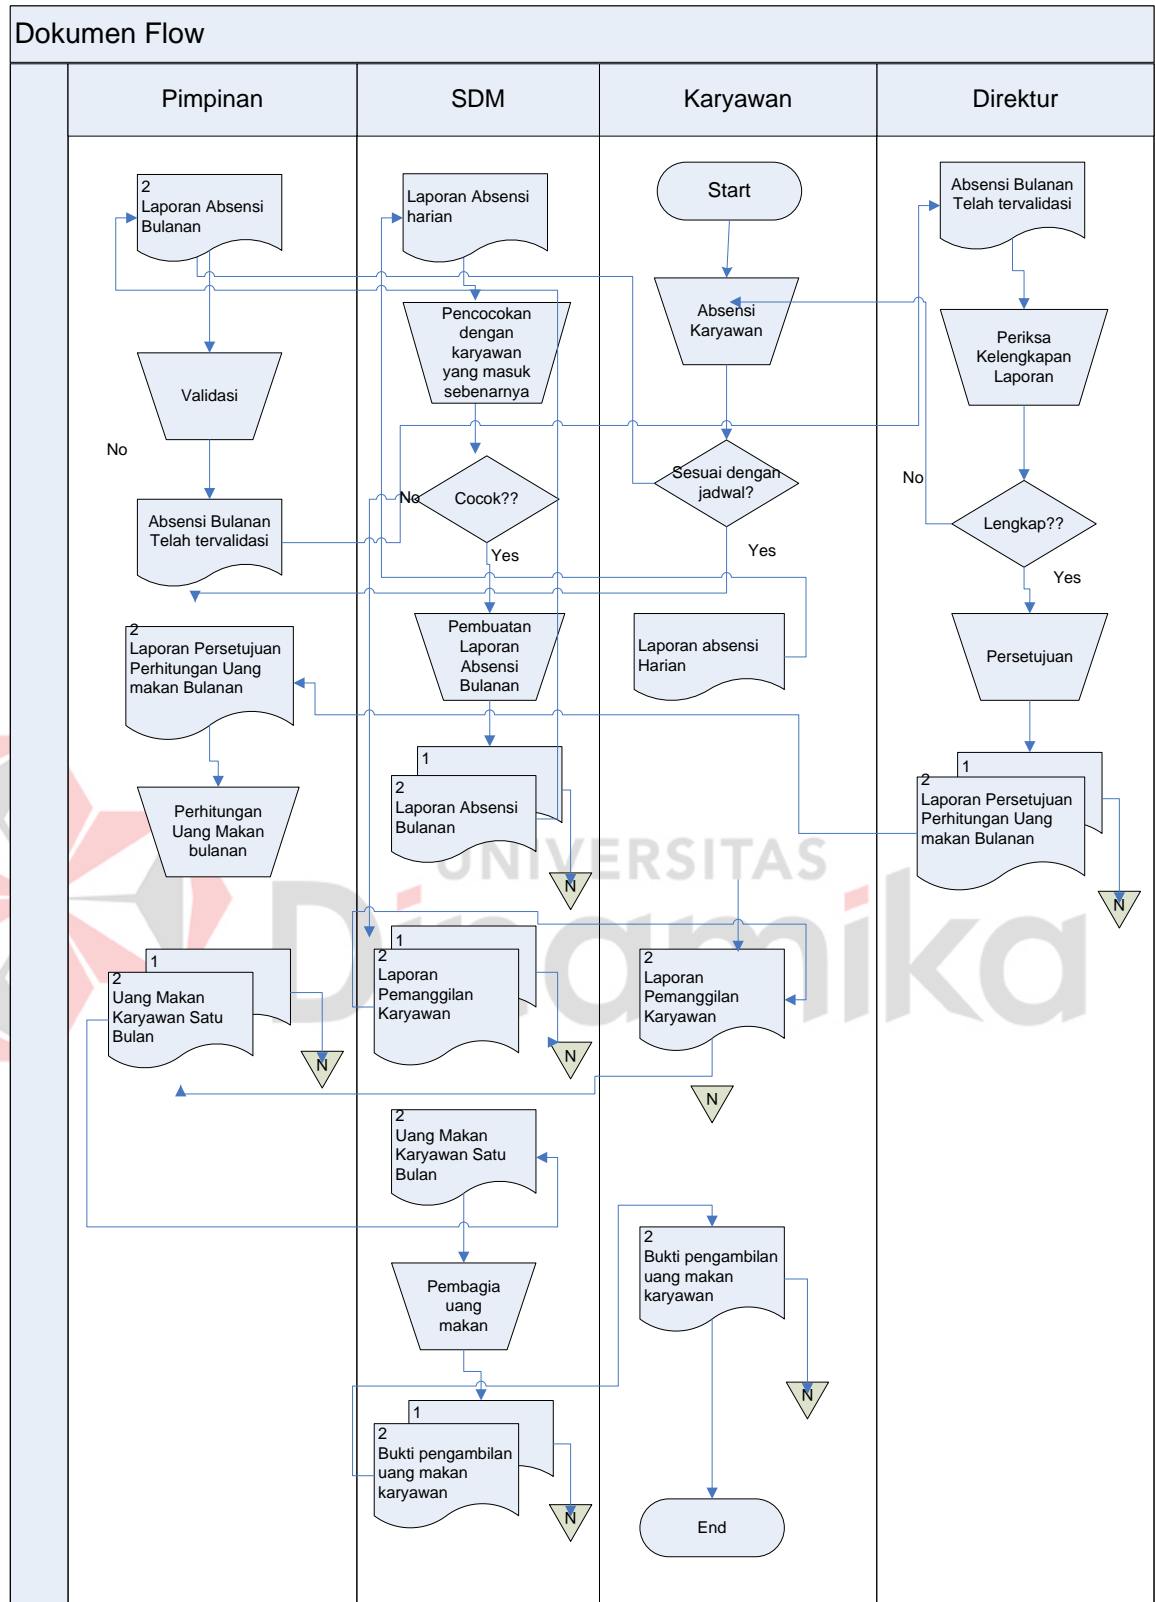 Dokumen Flow
Pimpinan
SDM
Karyawan
Direktur
2
Laporan Absensi
Bulanan
Validasi
No
Absensi Bulanan
Telah tervalidasi
2
Laporan Persetujuan
Perhitungan Uang
makan Bulanan
Perhitungan
Uang Makan
bulanan
1
2
Uang Makan
Karyawan Satu
Bulan
N
Laporan Absensi
harian
Pencocokan
dengan
karyawan
yang masuk
sebenarnya
Cocok??
No
Yes
Pembuatan
Laporan
Absensi
Bulanan
1
2
Laporan Absensi
Bulanan
N
1
2
Laporan
Pemanggilan
Karyawan
N
2
Uang Makan
Karyawan Satu
Bulan
Pembagia
uang
makan
1
2
Bukti pengambilan
uang makan
karyawan
N
Start
Absensi
Karyawan
Sesuai dengan
jadwal?
Yes
Laporan absensi
Harian
2
Laporan
Pemanggilan
Karyawan
N
2
Bukti pengambilan
uang makan
karyawan
N
End
Absensi Bulanan
Telah tervalidasi
Periksa
Kelengkapan
Laporan
No
Lengkap??
Yes
Persetujuan
1
2
Laporan Persetujuan
Perhitungan Uang
makan Bulanan
N
UNIVERSITAS
Dinamika